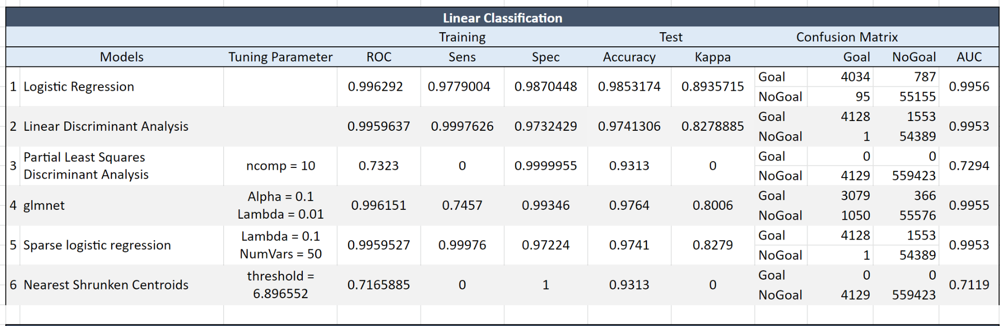 Linear Classification
Training Test Confusion Matrix
Models Tuning Parameter ROC Sens Spec Accuracy Kappa Goal NoGoal AUC
1 Logistic Regression 0.996292 0.9779004 0.9870448 0.9853174 0.8935715 Goal 4034 787 0.9956
NoGoal 95 55155
2 Linear Discriminant Analysis 0.9959637 0.9997626 0.9732429 0.9741306 0.8278885 Goal 4128 1553 0.9953
NoGoal 1 54389
3 Partial Least Squares
Discriminant Analysis ncomp = 10 0.7323 0 0.9999955 0.9313 0 Goal 0 0 0.7294
NoGoal 4129 559423
4 glmnet Alpha = 0.1
Lambda = 0.01 0.996151 0.7457 0.99346 0.9764 0.8006 Goal 3079 366 0.9955
NoGoal 1050 55576
5 Sparse logistic regression Lambda = 0.1
NumVars = 50 0.9959527 0.99976 0.97224 0.9741 0.8279 Goal 4128 1553 0.9953
NoGoal 1 54389
6 Nearest Shrunken Centroids threshold =
6.896552 0.7165885 0 1 0.9313 0 Goal 0 0 0.7119
NoGoal 4129 559423